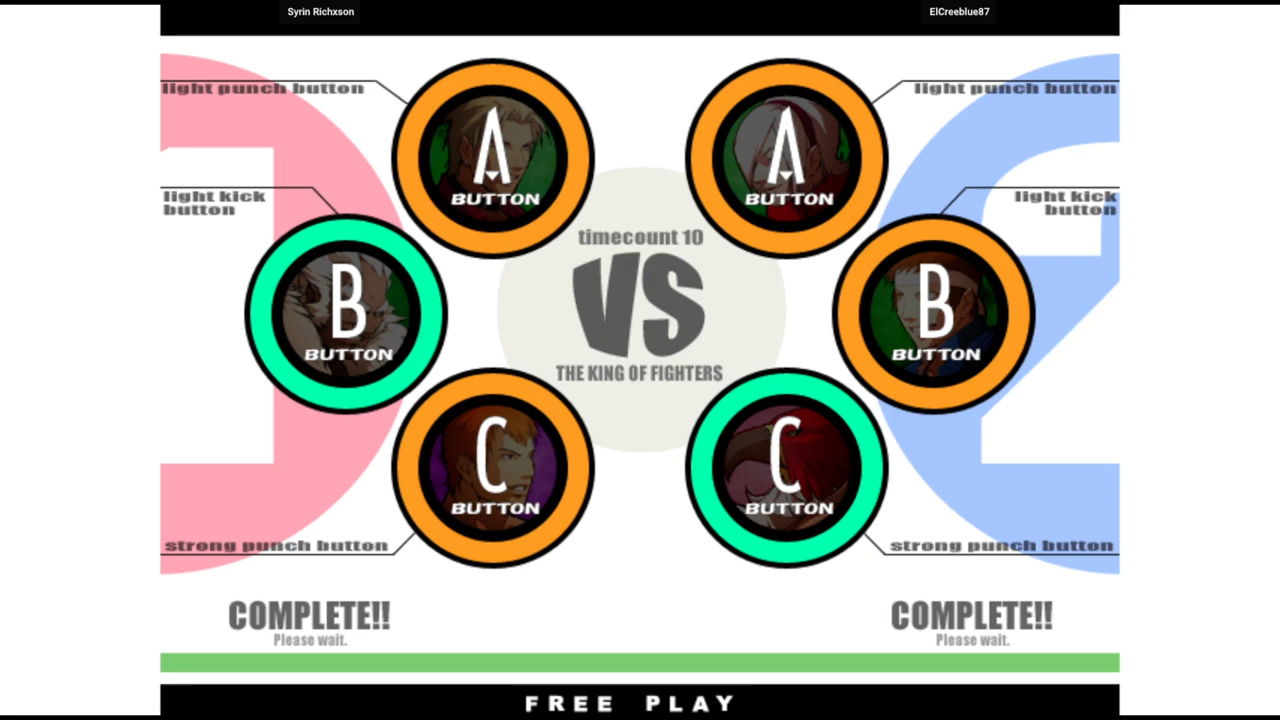 Syrin Richxson
ElCreeblue87
light punch button
A
BUTTON
A
BUTTON
light punch button
light kick
button
light kick
button
timecount 10
VS
THE KING OF FIGHTERS
B
BUTTON
B
BUTTON
C
BUTTON
C
BUTTON
strong punch button
strong punch button
COMPLETE!!
Please wait.
COMPLETE!!
Please wait.
FREE PLAY